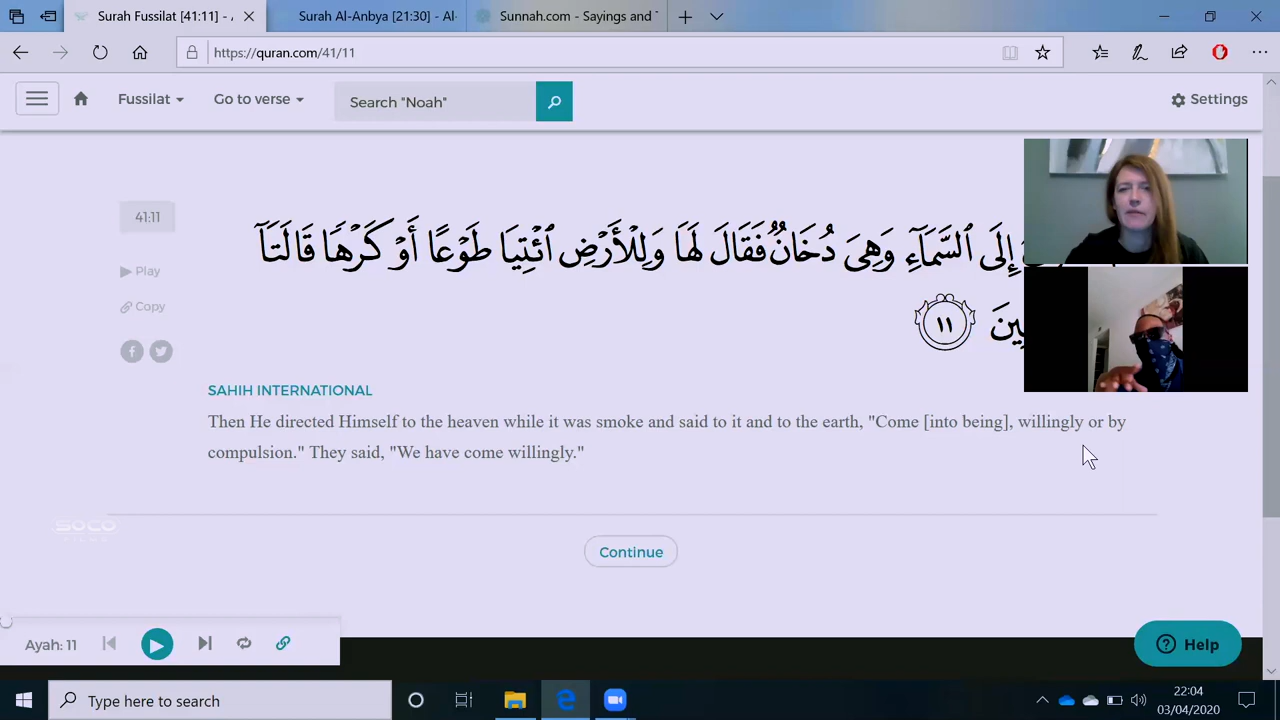 Surah Fussilat [41:11] - A
Surah Al-Anbya [21:30] - Al-
Sunnah.com - Sayings and T
https://quran.com/41/11
Fussilat
Go to verse
Search "Noah"
Settings
41:11
إِلَى ٱلسَّمَآءِ وَهِىَ دُخَانٌ فَقَالَ لَهَا وَلِلْأَرْضِ ٱئْتِيَا طَوْعًا أَوْ كَرْهًا قَالَتَآ
١١
Play
Copy
SAHIH INTERNATIONAL
Then He directed Himself to the heaven while it was smoke and said to it and to the earth, "Come [into being], willingly or by
compulsion." They said, "We have come willingly."
SOCO
FILMS
Continue
Ayah: 11
Help
Type here to search
22:04
03/04/2020